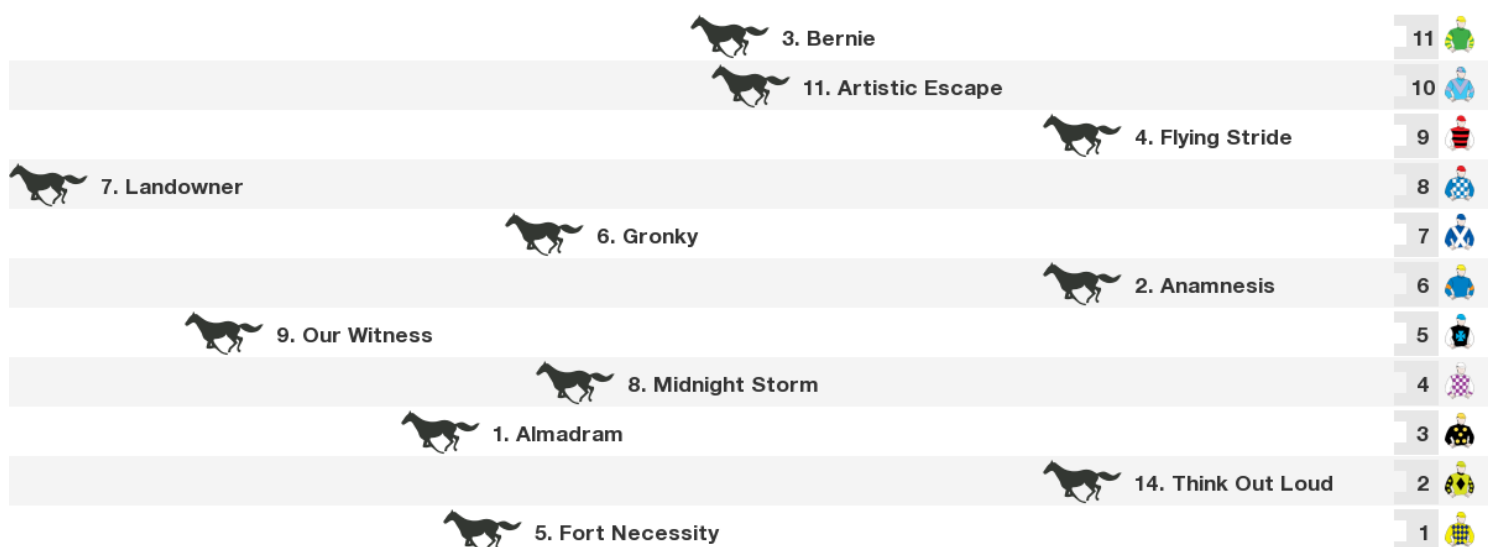 3. Bernie 11
11. Artistic Escape 10
4. Flying Stride 9
7. Landowner 8
6. Gronky 7
2. Anamnesis 6
9. Our Witness 5
8. Midnight Storm 4
1. Almadram 3
14. Think Out Loud 2
5. Fort Necessity 1